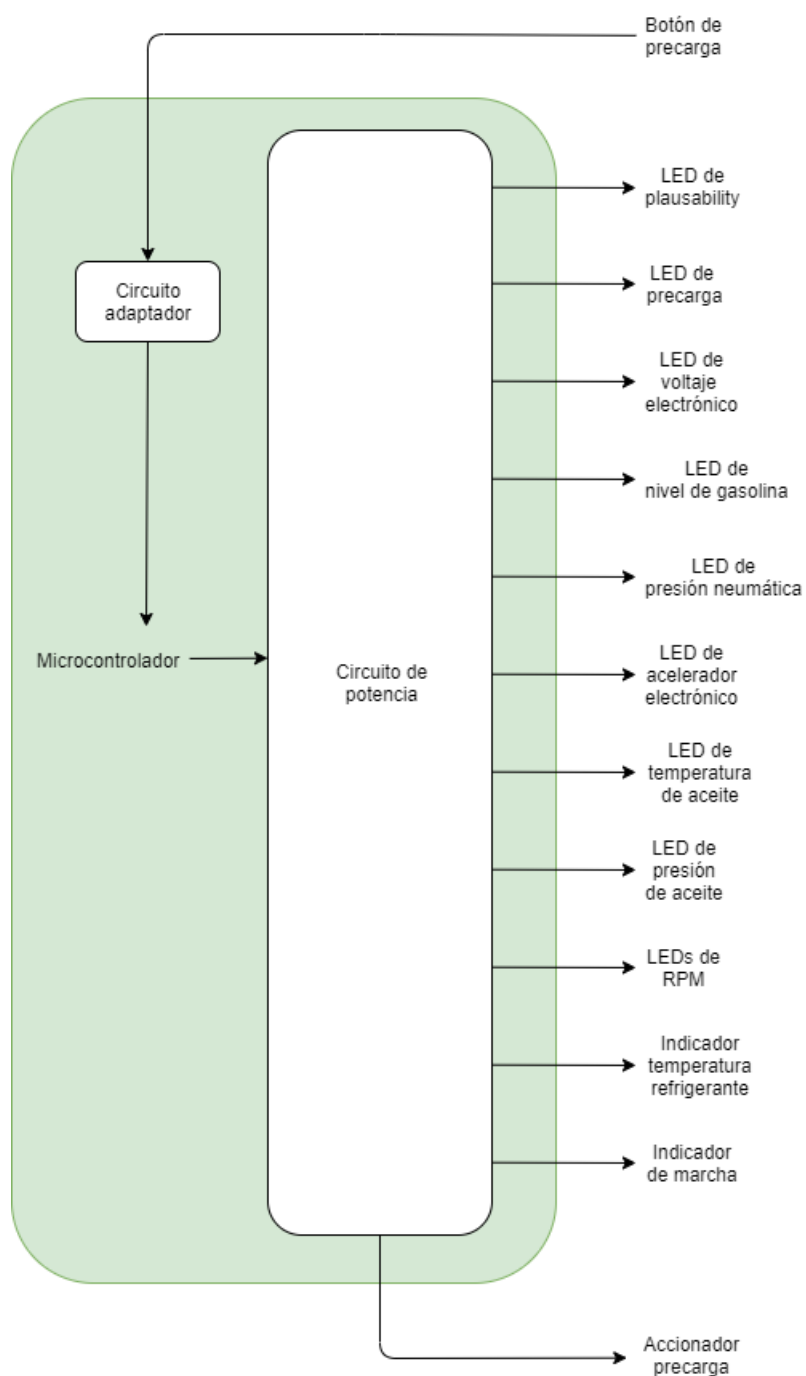 Botón de
precarga
LED de
plausability
LED de
precarga
Circuito
adaptador
LED de
voltaje
electrónico
LED de
nivel de gasolina
LED de
presión neumática
Microcontrolador
Circuito de
potencia
LED de
acelerador
electrónico
LED de
temperatura
de aceite
LED de
presión
de aceite
LEDs de
RPM
Indicador
temperatura
refrigerante
Indicador
de marcha
Accionador
precarga